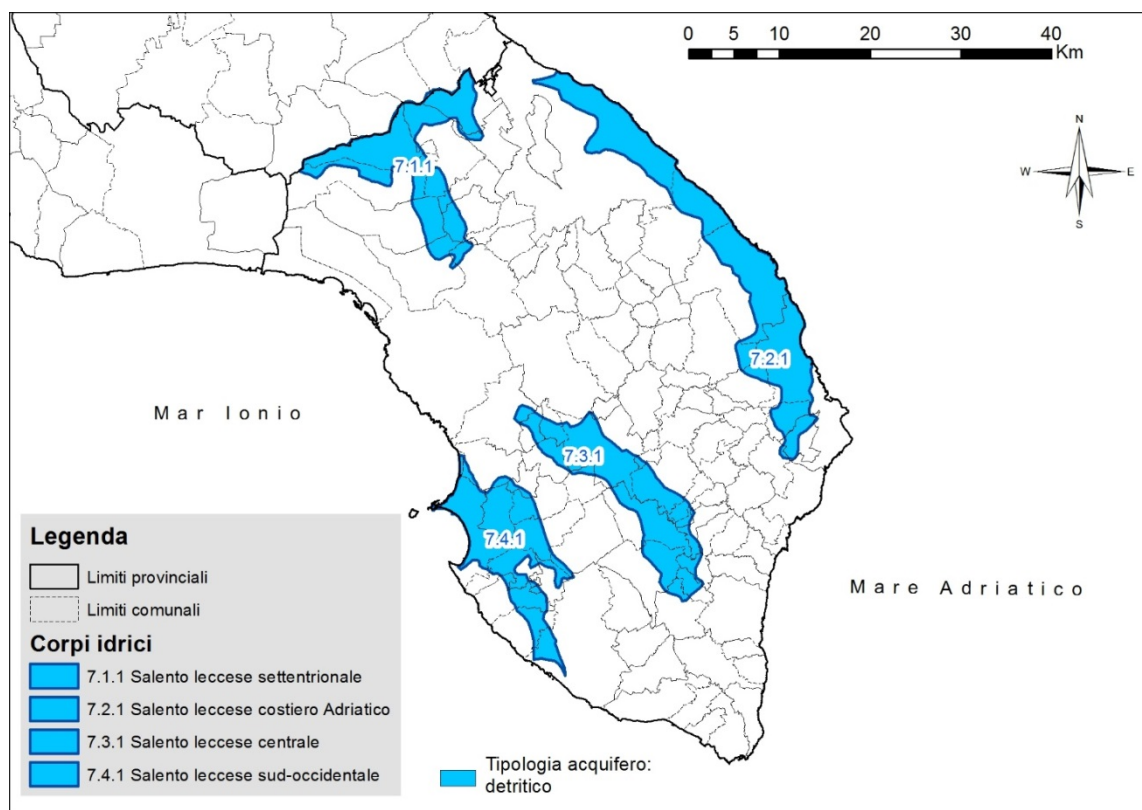 0 5 10 20 30 40
Km
N
W E
S
7.1.1
7.2.1
Mar Ionio
7.3.1
7.4.1
Mare Adriatico
Legenda
Limiti provinciali
Limiti comunali
Corpi idrici
7.1.1 Salento leccese settentrionale
7.2.1 Salento leccese costiero Adriatico
7.3.1 Salento leccese centrale
7.4.1 Salento leccese sud-occidentale
Tipologia acquifero:
detritico